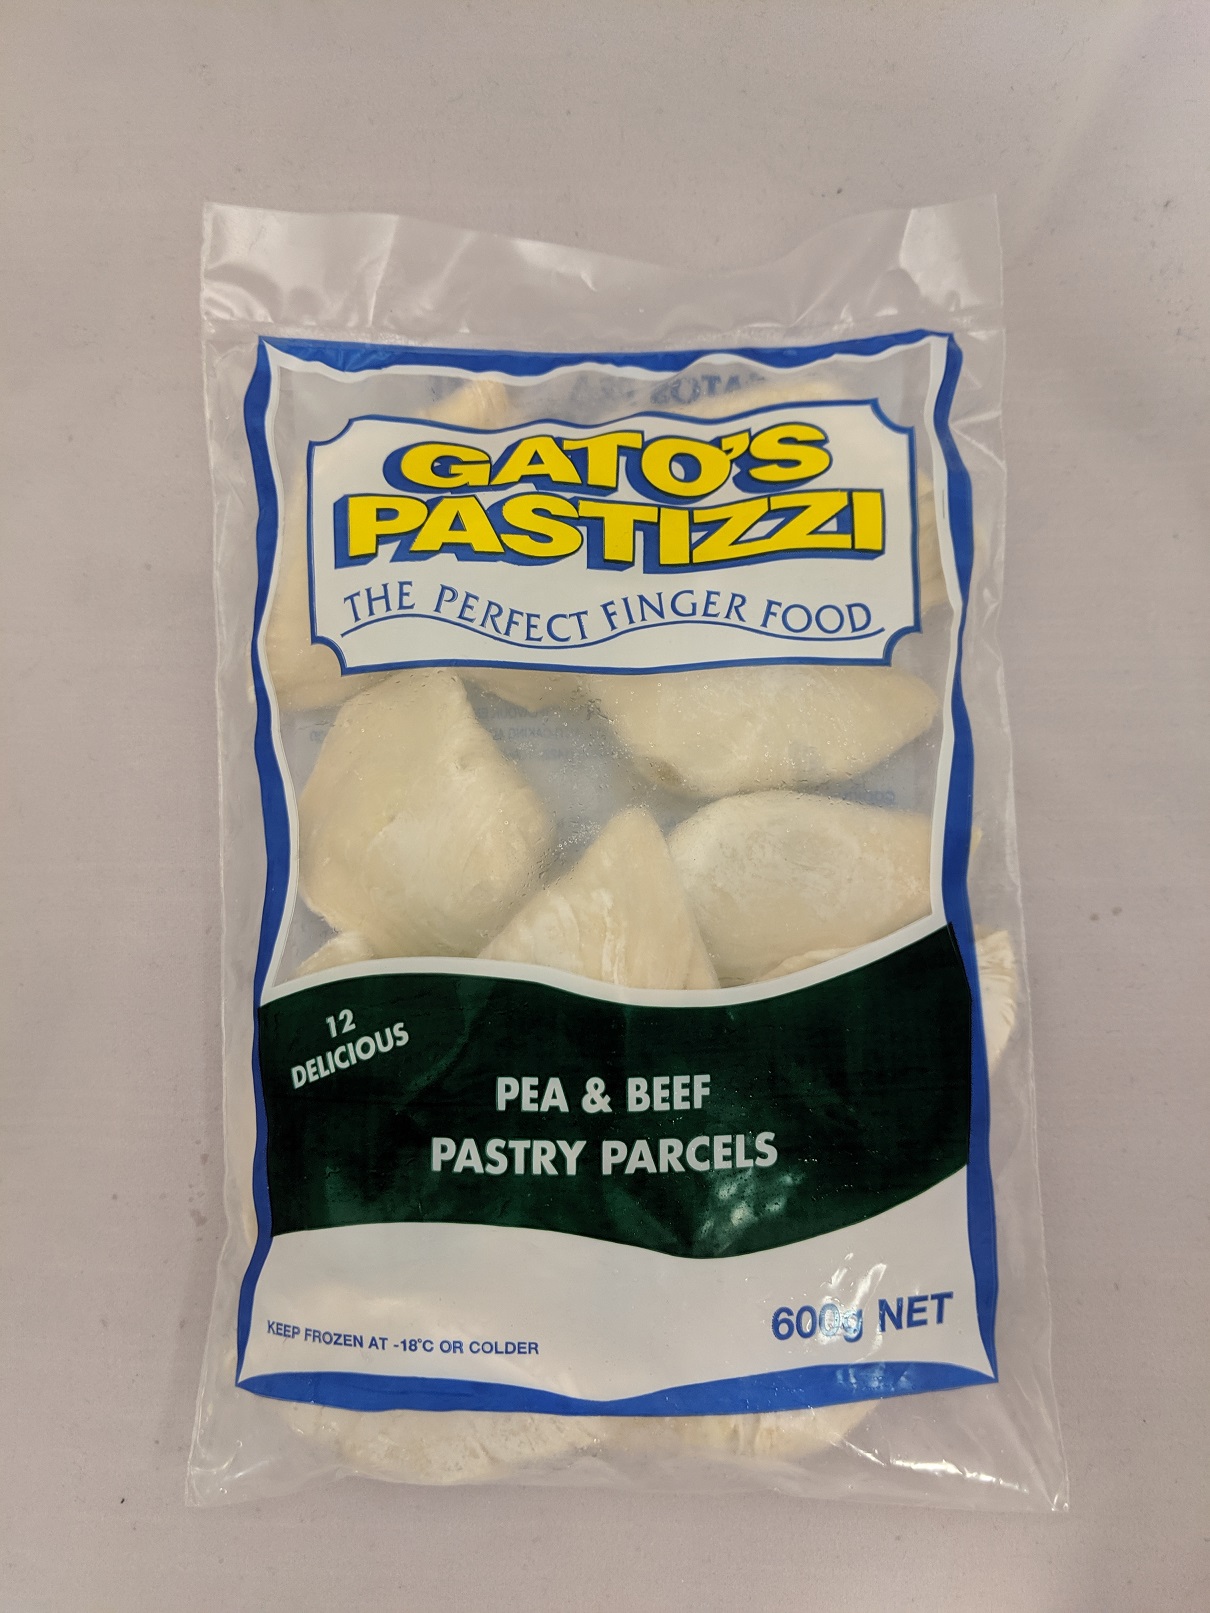 GATO'S
PASTIZZI
THE PERFECT FINGER FOOD
12
DELICIOUS
PEA & BEEF
PASTRY PARCELS
600g NET
KEEP FROZEN AT -18°C OR COLDER